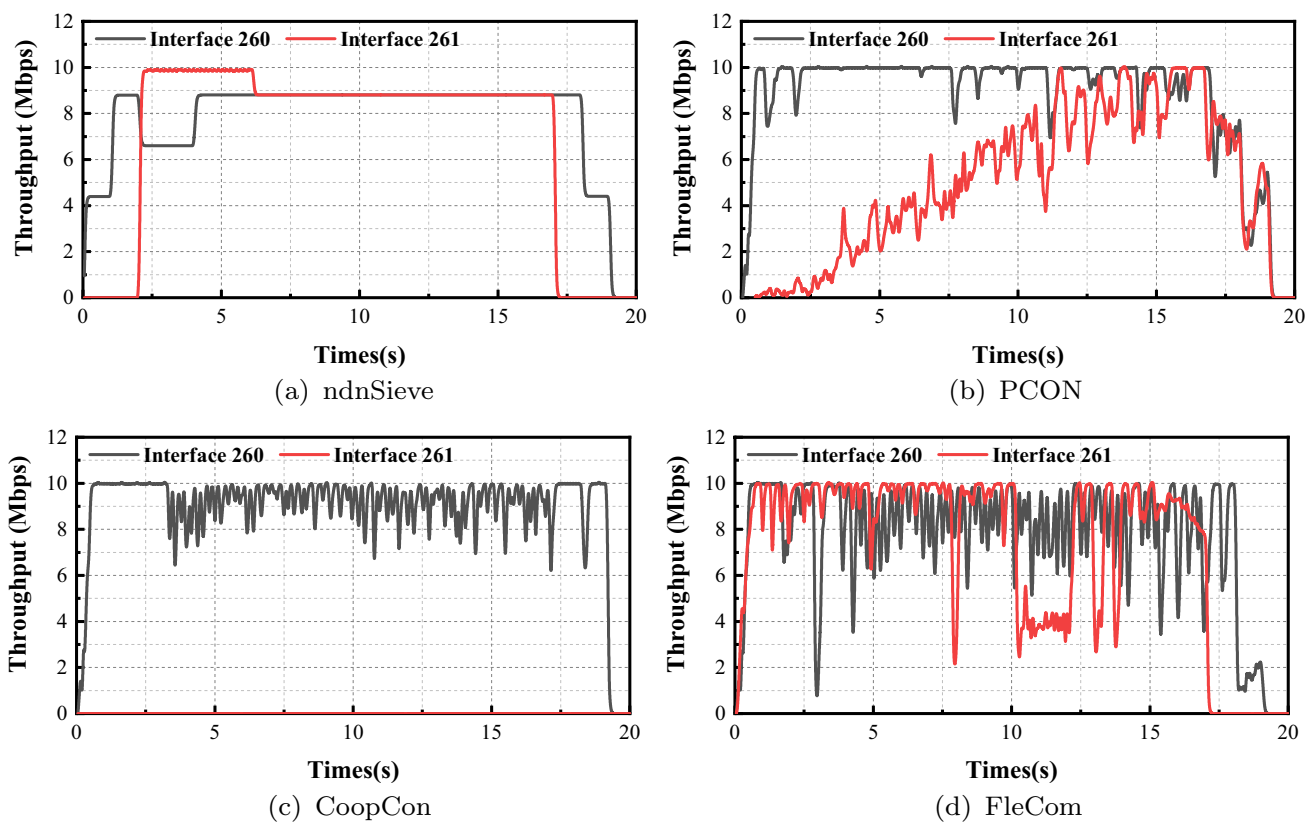 12
10
8
6
4
2
0
Throughput (Mbps)
Interface 260 Interface 261
0 5 10 15 20
Times(s)
(a) ndnSieve
12
10
8
6
4
2
0
Throughput (Mbps)
Interface 260 Interface 261
0 5 10 15 20
Times(s)
(b) PCON
12
10
8
6
4
2
0
Throughput (Mbps)
Interface 260 Interface 261
0 5 10 15 20
Times(s)
(c) CoopCon
12
10
8
6
4
2
0
Throughput (Mbps)
Interface 260 Interface 261
0 5 10 15 20
Times(s)
(d) FleCom